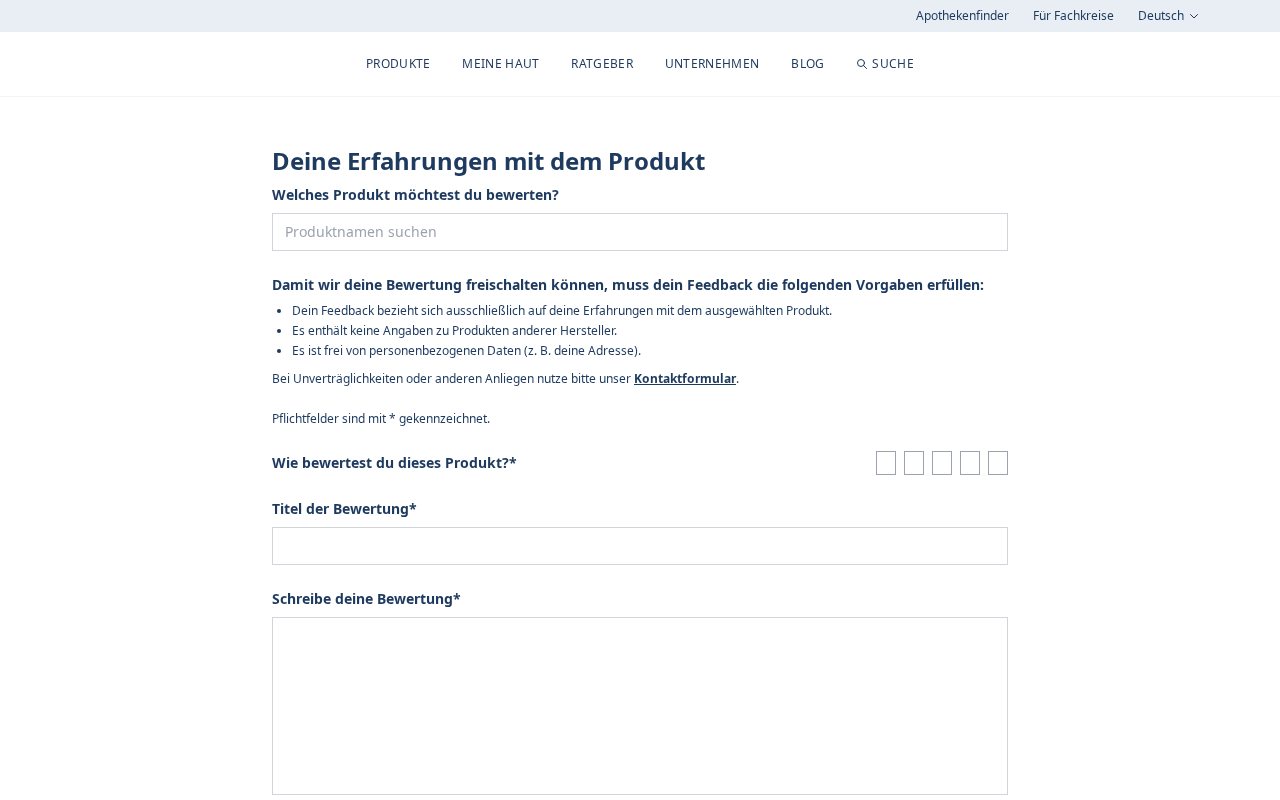 Apothekenfinder Für Fachkreise Deutsch
PRODUKTE MEINE HAUT RATGEBER UNTERNEHMEN BLOG SUCHE
Deine Erfahrungen mit dem Produkt
Welches Produkt möchtest du bewerten?
Produktnamen suchen
Damit wir deine Bewertung freischalten können, muss dein Feedback die folgenden Vorgaben erfüllen:
• Dein Feedback bezieht sich ausschließlich auf deine Erfahrungen mit dem ausgewählten Produkt.
• Es enthält keine Angaben zu Produkten anderer Hersteller.
• Es ist frei von personenbezogenen Daten (z. B. deine Adresse).
Bei Unverträglichkeiten oder anderen Anliegen nutze bitte unser Kontaktformular.
Pflichtfelder sind mit * gekennzeichnet.
Wie bewertest du dieses Produkt?*
Titel der Bewertung*
Schreibe deine Bewertung*